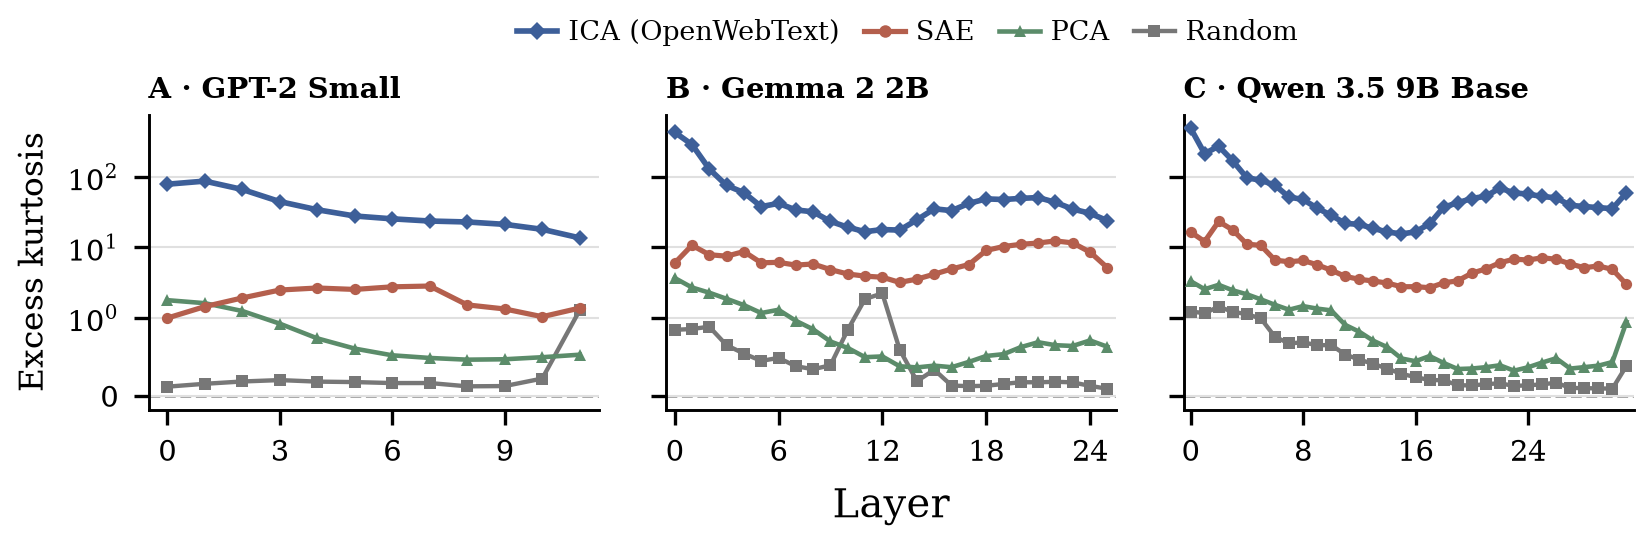 ICA (OpenWebText) SAE PCA Random
A · GPT-2 Small
B · Gemma 2 2B
C · Qwen 3.5 9B Base
Excess kurtosis
10²
10¹
10⁰
0
0 3 6 9
0 6 12 18 24
0 8 16 24
Layer